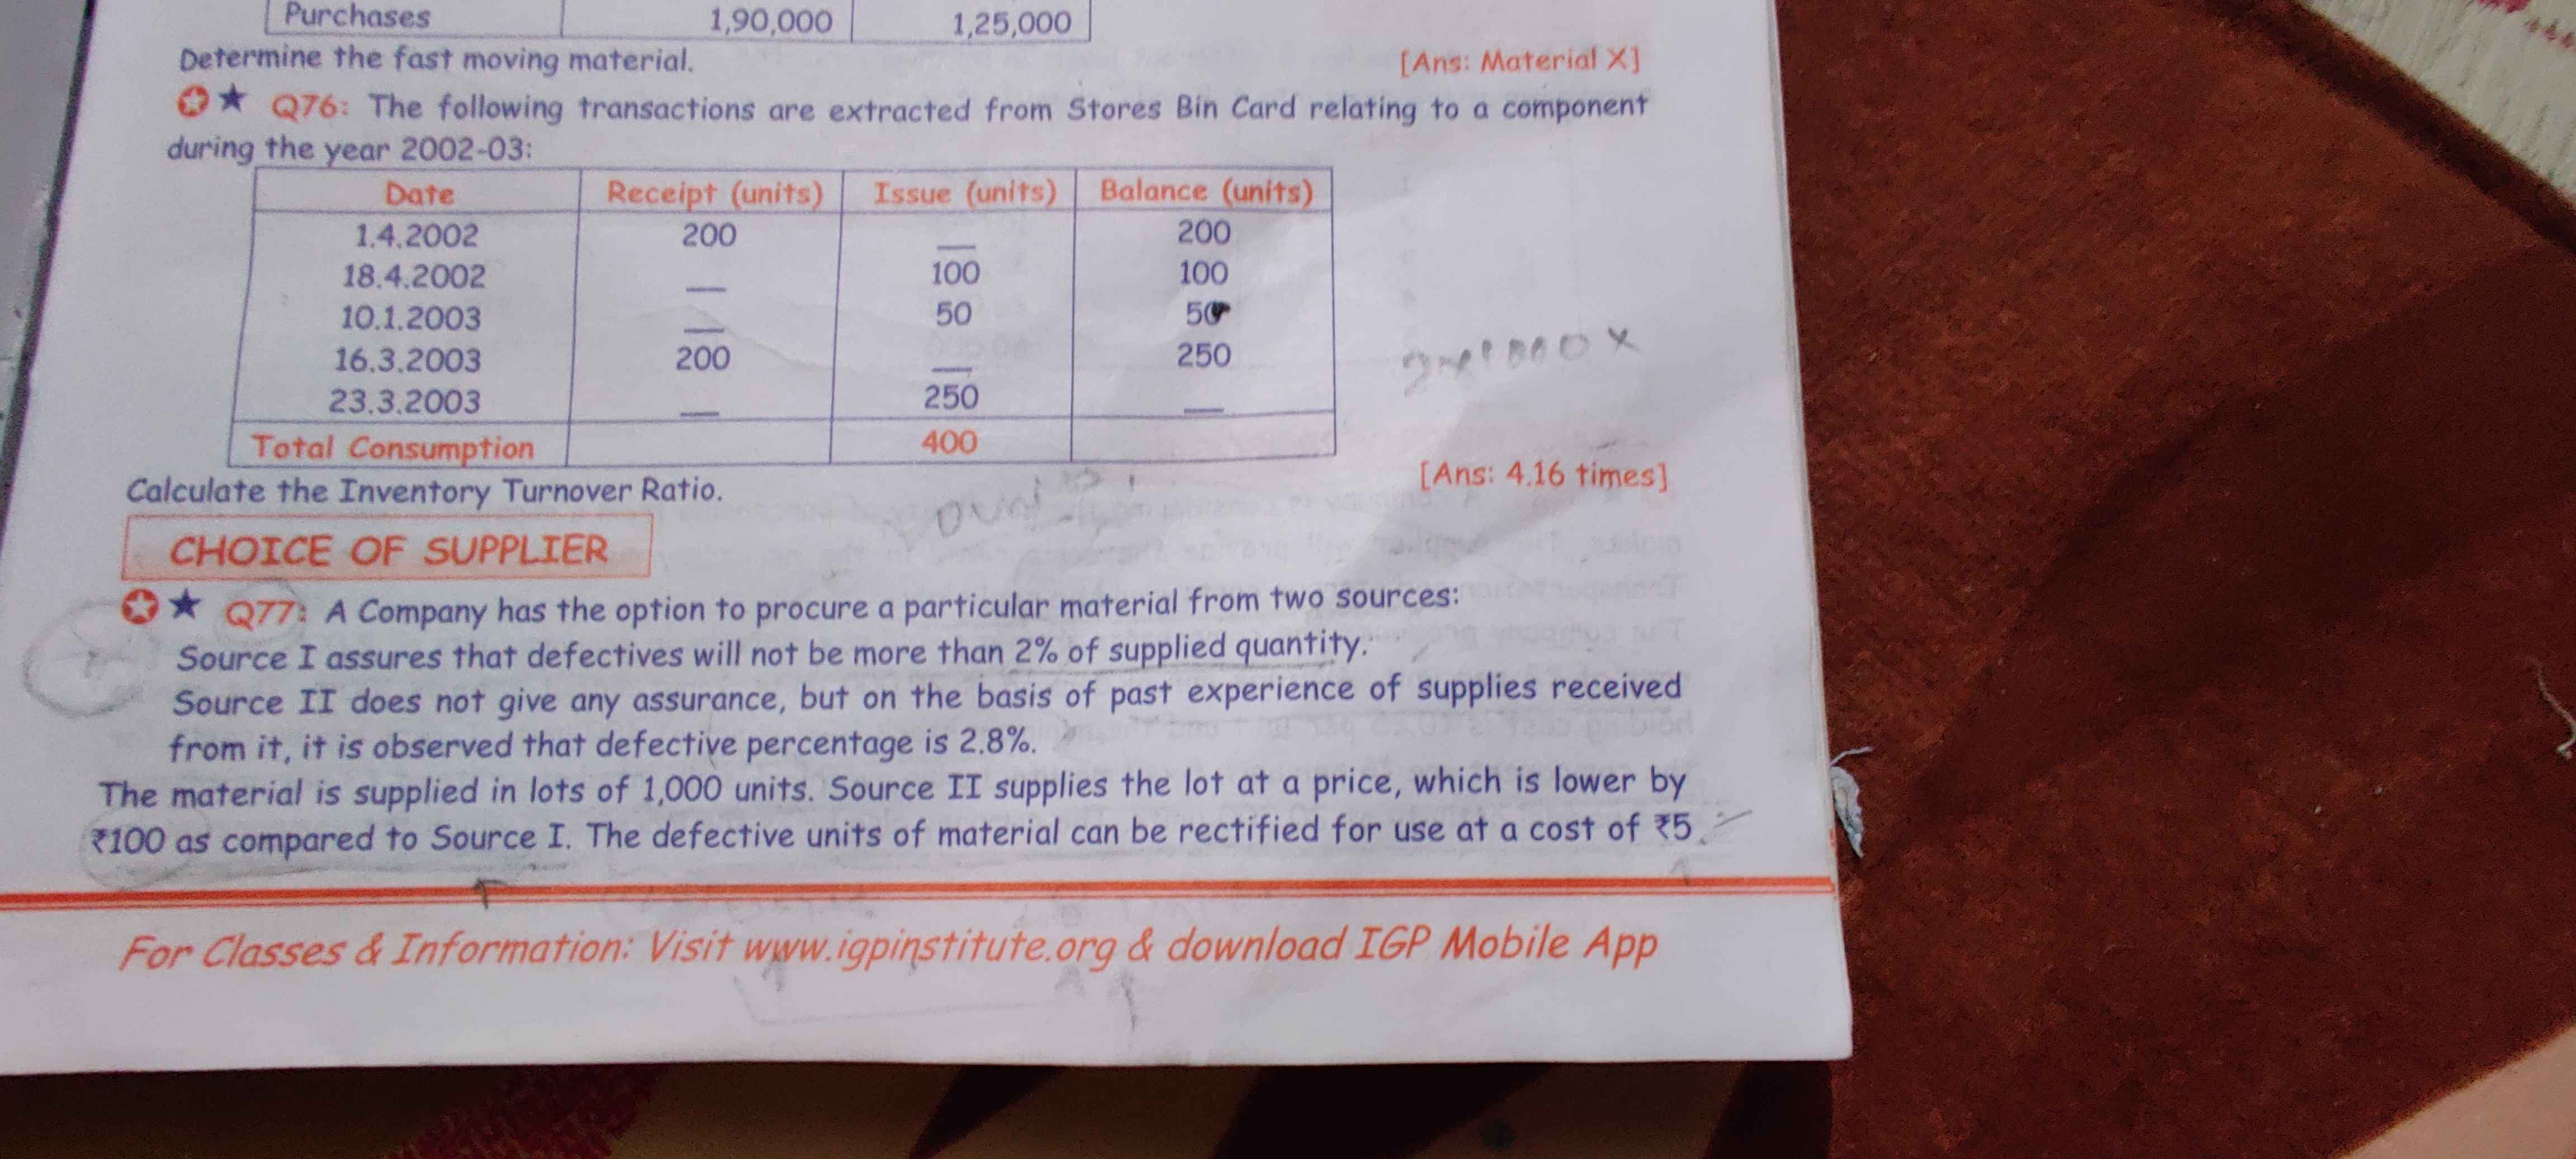 Purchases 1,90,000 1,25,000
Determine the fast moving material. [Ans: Material X]
Q76: The following transactions are extracted from Stores Bin Card relating to a component
during the year 2002-03:
Date Receipt (units) Issue (units) Balance (units)
1.4.2002 200 __ 200
18.4.2002 __ 100 100
10.1.2003 __ 50 50
16.3.2003 200 __ 250
23.3.2003 __ 250 __
Total Consumption 400
Calculate the Inventory Turnover Ratio. [Ans: 4.16 times]
CHOICE OF SUPPLIER
Q77: A Company has the option to procure a particular material from two sources:
Source I assures that defectives will not be more than 2% of supplied quantity.
Source II does not give any assurance, but on the basis of past experience of supplies received
from it, it is observed that defective percentage is 2.8%.
The material is supplied in lots of 1,000 units. Source II supplies the lot at a price, which is lower by
₹100 as compared to Source I. The defective units of material can be rectified for use at a cost of ₹5
For Classes & Information: Visit www.igpinstitute.org & download IGP Mobile App